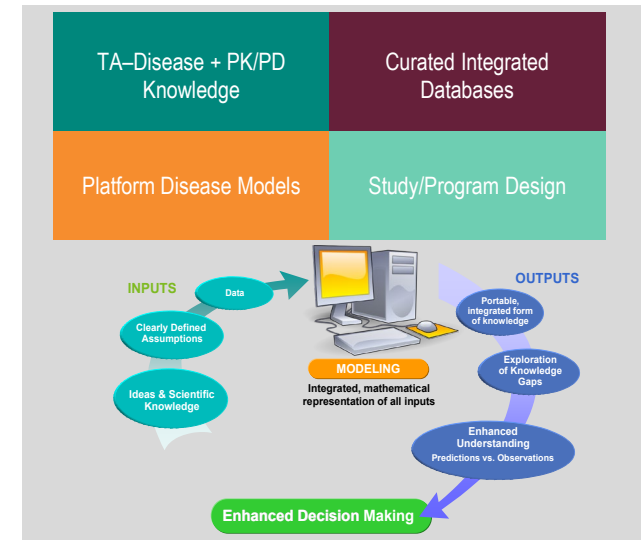 TA–Disease + PK/PD
Knowledge
Curated Integrated
Databases
Platform Disease Models
Study/Program Design
INPUTS
Data
Clearly Defined
Assumptions
Ideas & Scientific
Knowledge
MODELING
Integrated, mathematical
representation of all inputs
OUTPUTS
Portable,
integrated form
of knowledge
Exploration
of Knowledge
Gaps
Enhanced
Understanding
Predictions vs. Observations
Enhanced Decision Making